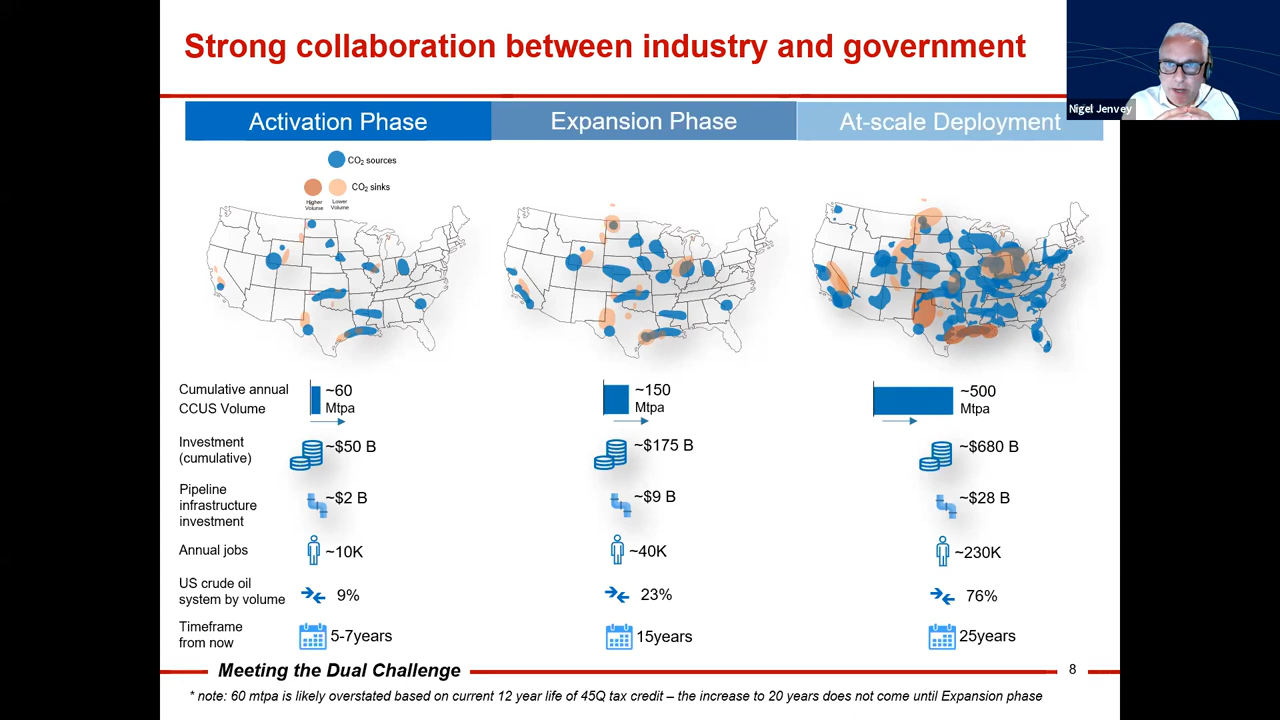 Strong collaboration between industry and government
Nigel Jenvey
Activation Phase
Expansion Phase
At-scale Deployment
CO₂ sources
CO₂ sinks
Higher
Volume
Lower
Volume
Cumulative annual
CCUS Volume
~60
Mtpa
~150
Mtpa
~500
Mtpa
Investment
(cumulative)
~$50 B
~$175 B
~$680 B
Pipeline
infrastructure
investment
~$2 B
~$9 B
~$28 B
Annual jobs
~10K
~40K
~230K
US crude oil
system by volume
9%
23%
76%
Timeframe
from now
5-7years
15years
25years
Meeting the Dual Challenge
8
* note: 60 mtpa is likely overstated based on current 12 year life of 45Q tax credit – the increase to 20 years does not come until Expansion phase